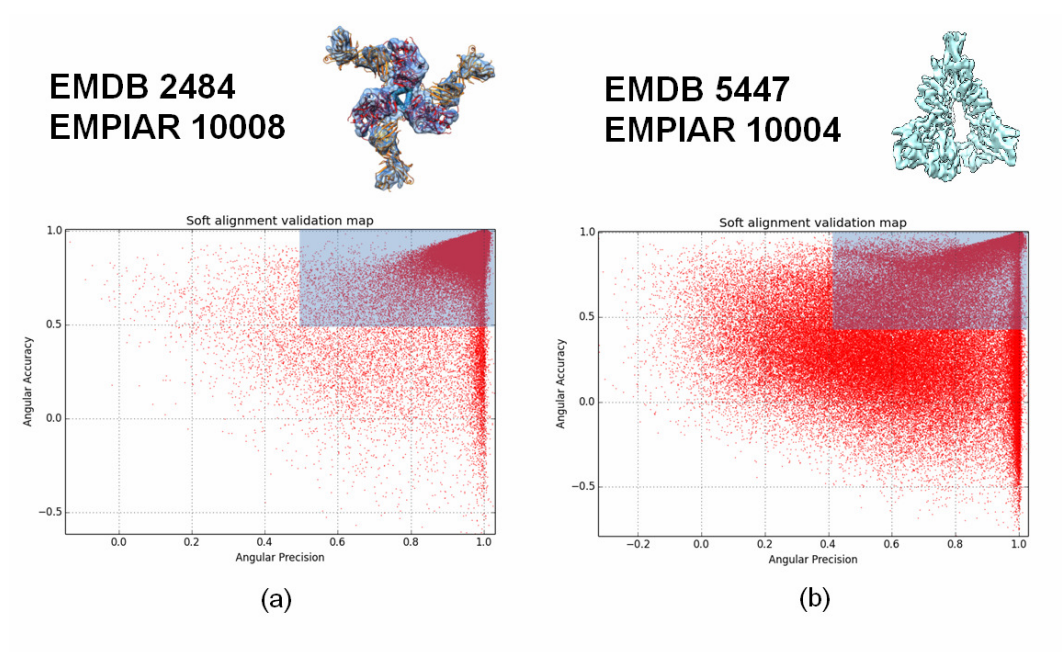 EMDB 2484
EMPIAR 10008
Soft alignment validation map
1.0
0.5
0.0
−0.5
Angular Accuracy
0.0 0.2 0.4 0.6 0.8 1.0
Angular Precision
(a)
EMDB 5447
EMPIAR 10004
Soft alignment validation map
1.0
0.5
0.0
−0.5
Angular Accuracy
−0.2 0.0 0.2 0.4 0.6 0.8 1.0
Angular Precision
(b)